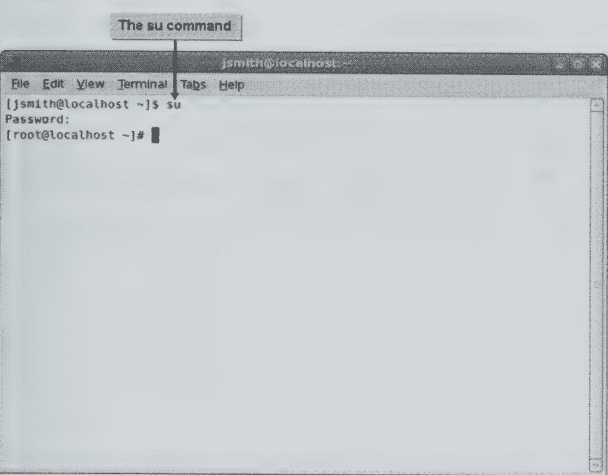 The su command
jsmith@localhost:~
File Edit View Terminal Tabs Help
[jsmith@localhost ~]$ su
Password:
[root@localhost ~]#